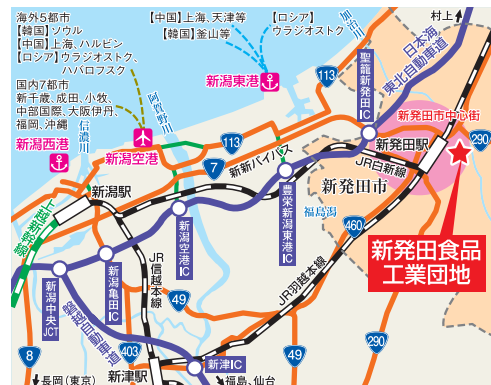 海外5都市
【韓国】ソウル
【中国】上海、ハルビン
【ロシア】ウラジオストク、
ハバロフスク
国内7都市
新千歳、成田、小牧、
中部国際、大阪伊丹、
福岡、沖縄
【中国】上海、天津等
【韓国】釜山等
【ロシア】
ウラジオストク
加治川
村上
新潟東港
113
聖籠新発田IC
日本海
東北自動車道
阿賀野川
信濃川
新潟西港
新潟空港
113
7
新新バイパス
新発田駅
新発田市中心街
290
JR白新線
新潟駅
豊栄新潟東港IC
新発田市
福島潟
上越新幹線
新潟空港IC
460
新発田食品
工業団地
新潟亀田IC
JR信越本線
JR羽越本線
新潟中央JCT
磐越自動車道
49
290
8
403
新津IC
49
新津駅
長岡(東京)
福島、仙台